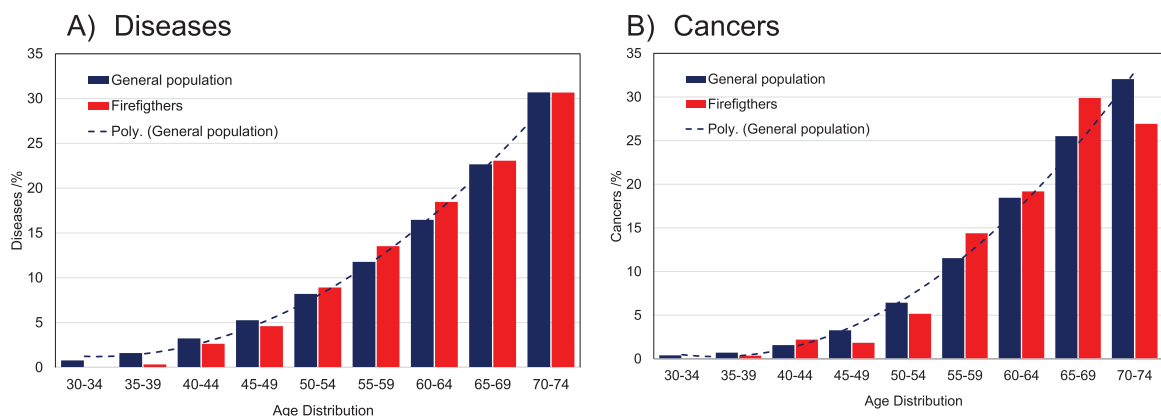 A) Diseases
35
30
25
20
15
10
5
0
Diseases /%
General population
Firefigthers
Poly. (General population)
30-34 35-39 40-44 45-49 50-54 55-59 60-64 65-69 70-74
Age Distribution
B) Cancers
35
30
25
20
15
10
5
0
Cancers /%
General population
Firefigthers
Poly. (General population)
30-34 35-39 40-44 45-49 50-54 55-59 60-64 65-69 70-74
Age Distribution